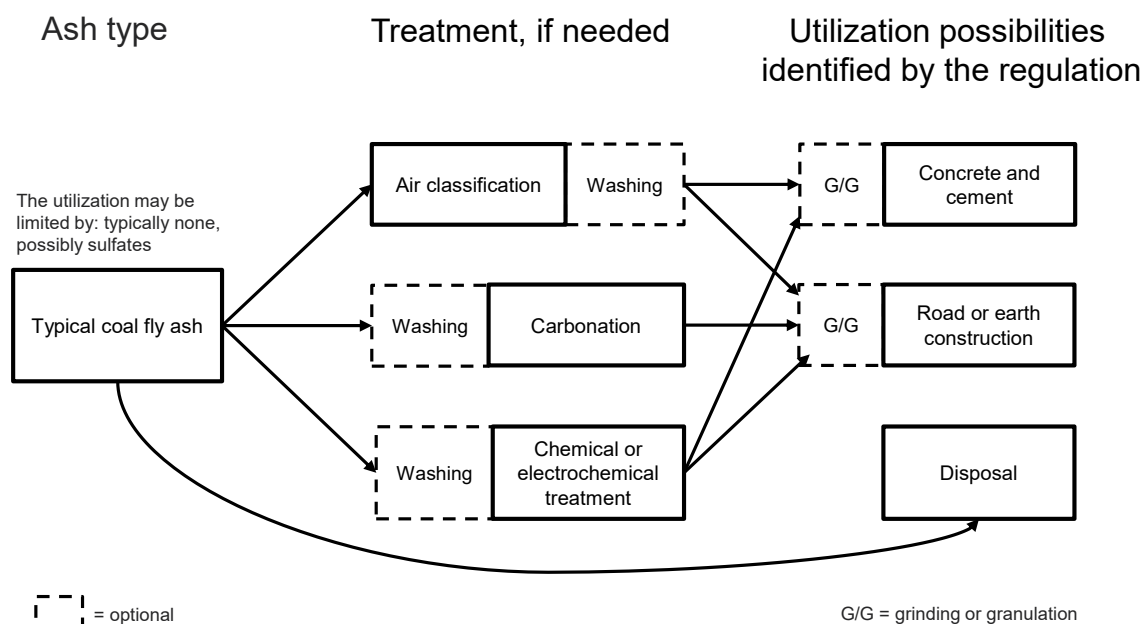 Ash type
Treatment, if needed
Utilization possibilities
identified by the regulation
The utilization may be
limited by: typically none,
possibly sulfates
Typical coal fly ash
Air classification
Washing
G/G
Concrete and
cement
Washing
Carbonation
G/G
Road or earth
construction
Washing
Chemical or
electrochemical
treatment
Disposal
= optional
G/G = grinding or granulation